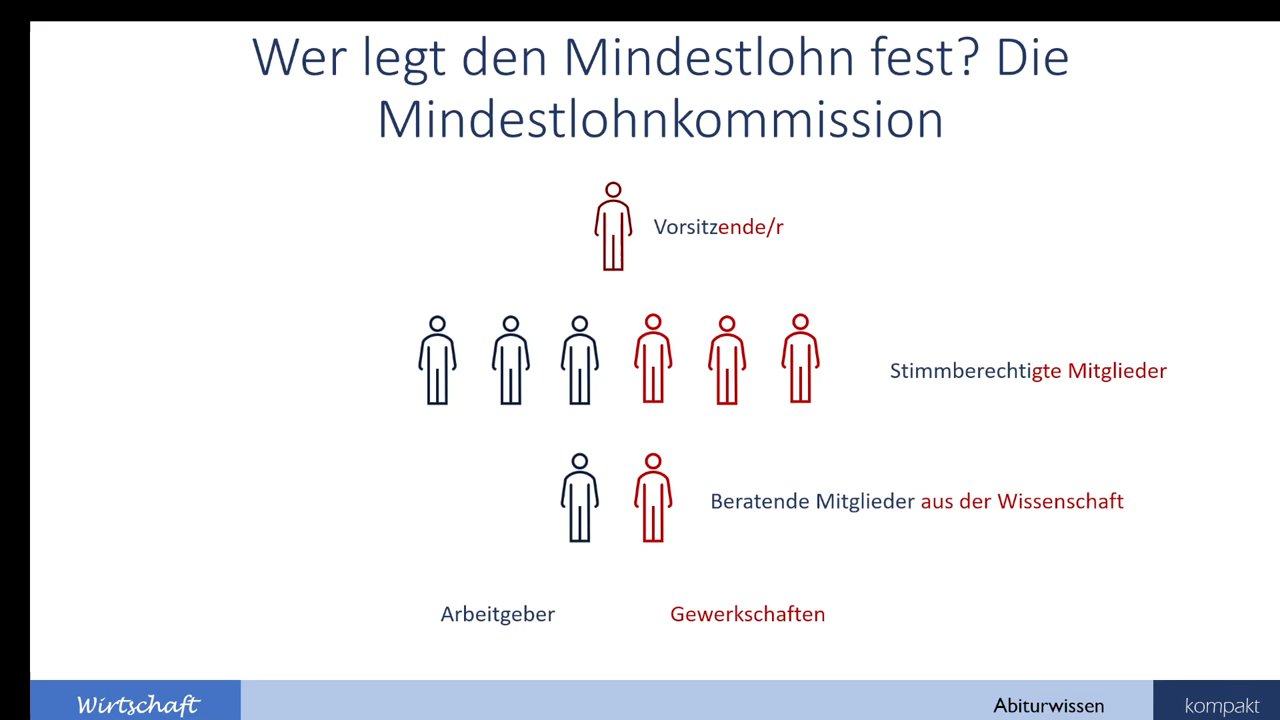 Wer legt den Mindestlohn fest? Die
Mindestlohnkommission
Vorsitzende/r
Stimmberechtigte Mitglieder
Beratende Mitglieder aus der Wissenschaft
Arbeitgeber
Gewerkschaften
Wirtschaft
Abiturwissen
kompakt